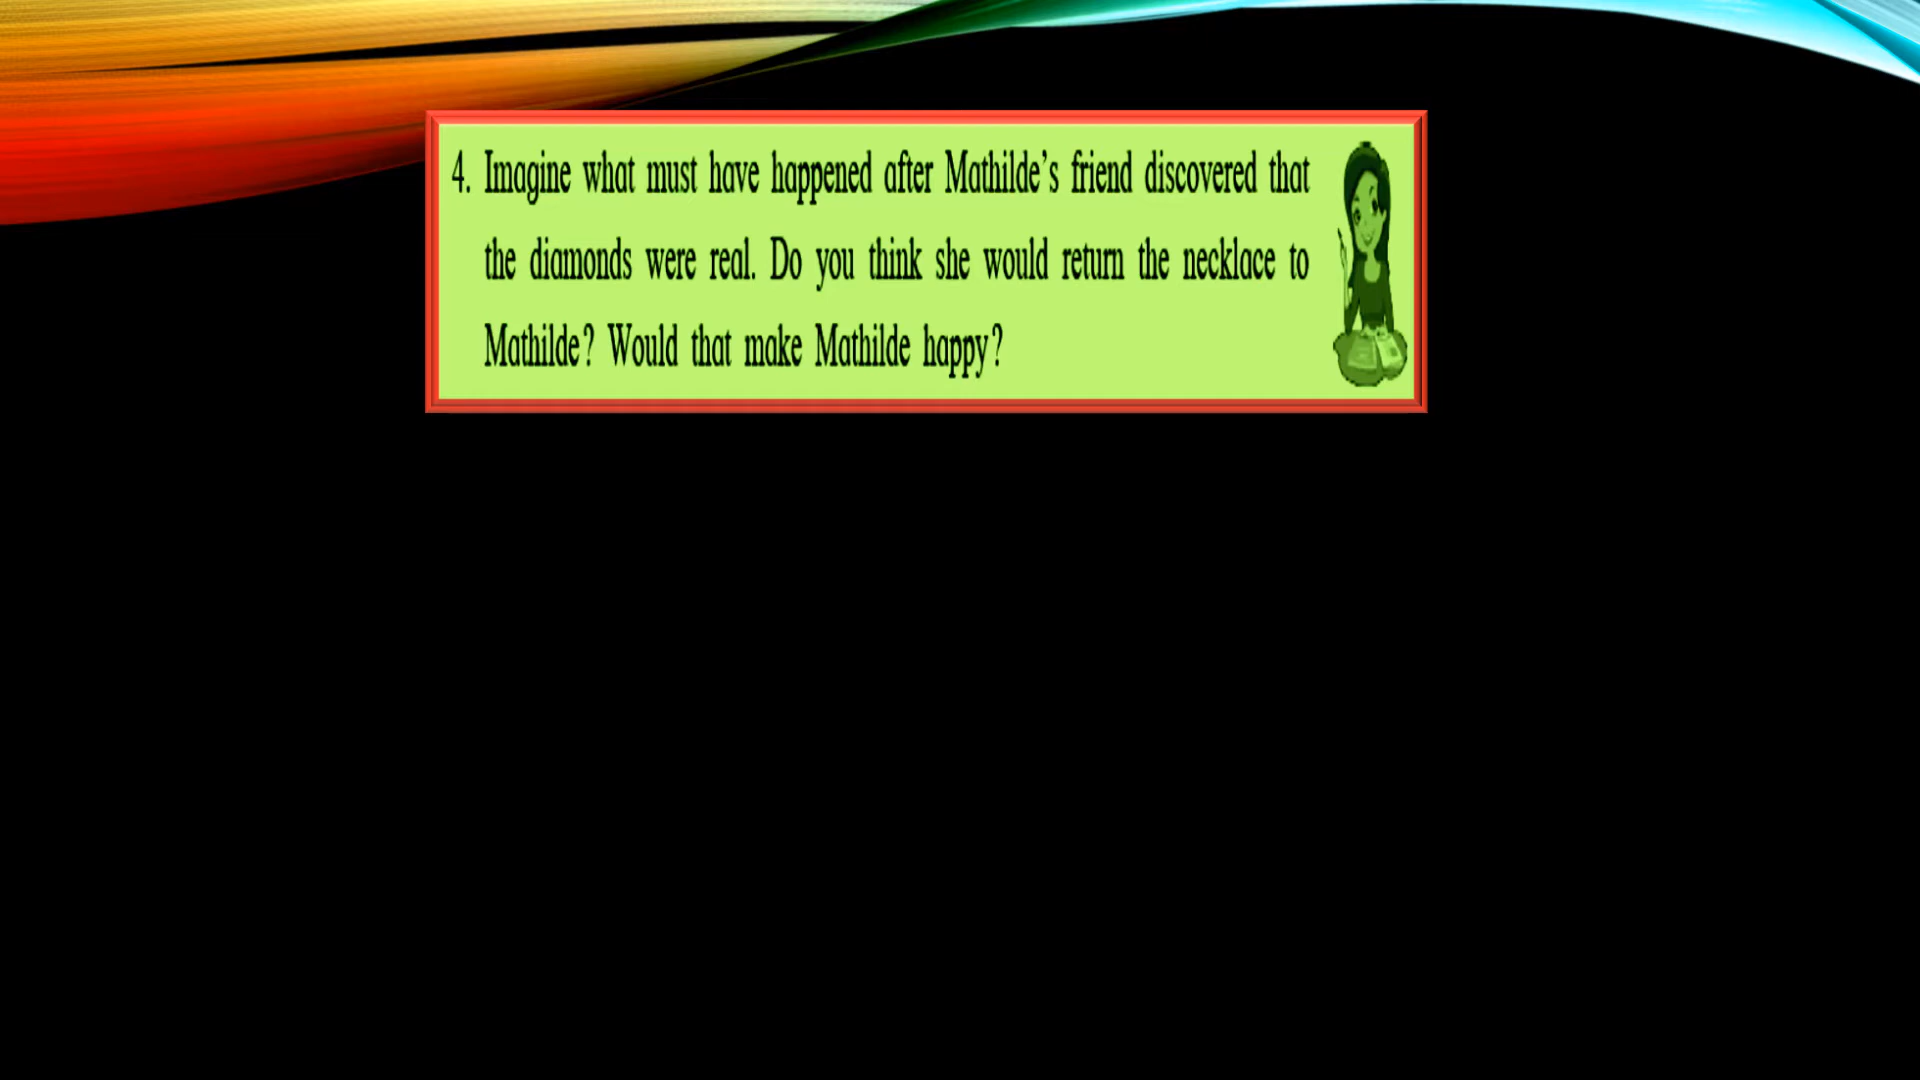 4. Imagine what must have happened after Mathilde's friend discovered that
the diamonds were real. Do you think she would return the necklace to
Mathilde? Would that make Mathilde happy?